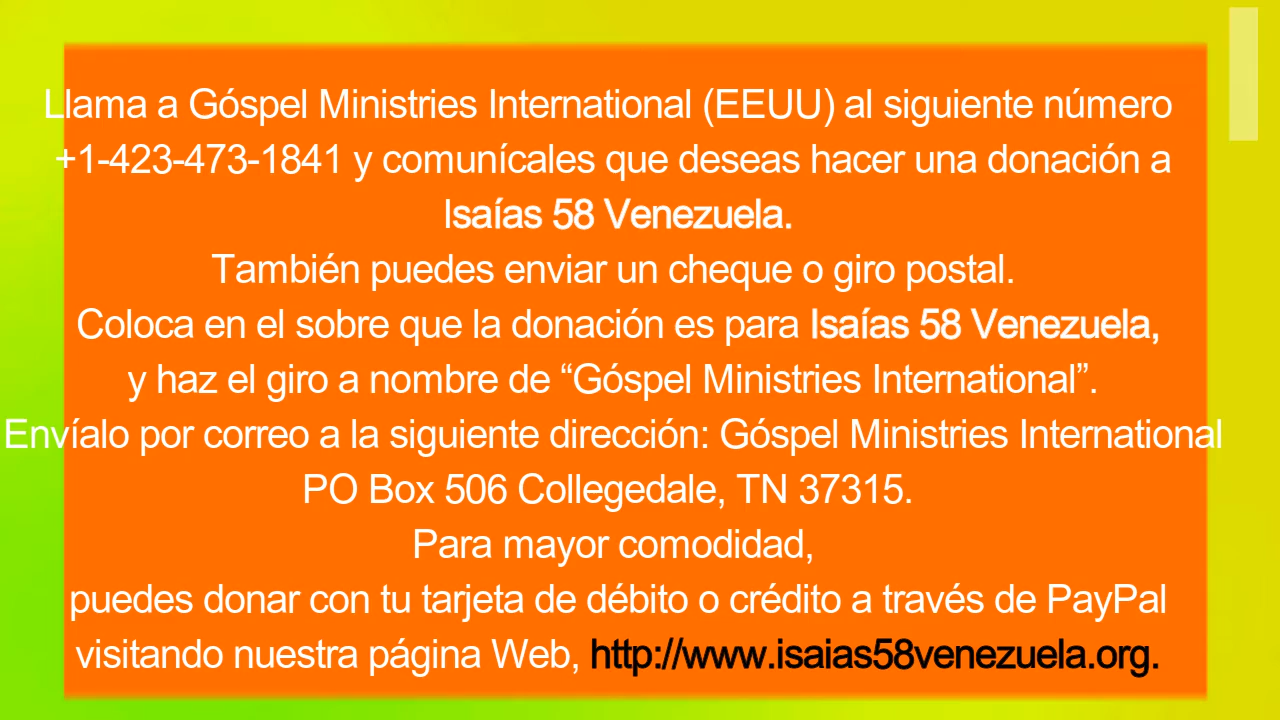 Llama a Góspel Ministries International (EEUU) al siguiente número
+1-423-473-1841 y comunícales que deseas hacer una donación a
Isaías 58 Venezuela.
También puedes enviar un cheque o giro postal.
Coloca en el sobre que la donación es para Isaías 58 Venezuela,
y haz el giro a nombre de “Góspel Ministries International”.
Envíalo por correo a la siguiente dirección: Góspel Ministries International
PO Box 506 Collegedale, TN 37315.
Para mayor comodidad,
puedes donar con tu tarjeta de débito o crédito a través de PayPal
visitando nuestra página Web, http://www.isaias58venezuela.org.